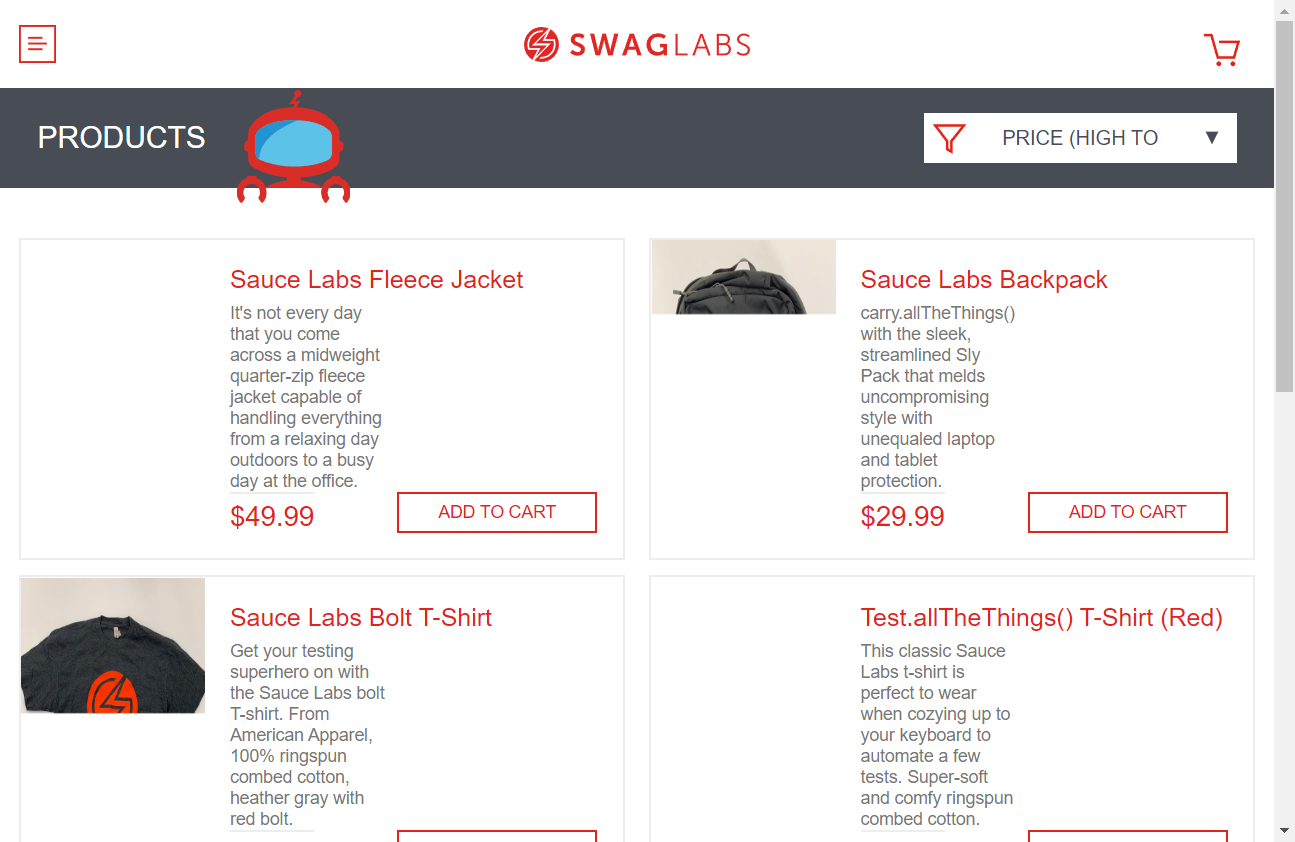 SWAGLABS
PRODUCTS
PRICE (HIGH TO
Sauce Labs Fleece Jacket
It's not every day
that you come
across a midweight
quarter-zip fleece
jacket capable of
handling everything
from a relaxing day
outdoors to a busy
day at the office.
$49.99
ADD TO CART
Sauce Labs Backpack
carry.allTheThings()
with the sleek,
streamlined Sly
Pack that melds
uncompromising
style with
unequaled laptop
and tablet
protection.
$29.99
ADD TO CART
Sauce Labs Bolt T-Shirt
Get your testing
superhero on with
the Sauce Labs bolt
T-shirt. From
American Apparel,
100% ringspun
combed cotton,
heather gray with
red bolt.
Test.allTheThings() T-Shirt (Red)
This classic Sauce
Labs t-shirt is
perfect to wear
when cozying up to
your keyboard to
automate a few
tests. Super-soft
and comfy ringspun
combed cotton.